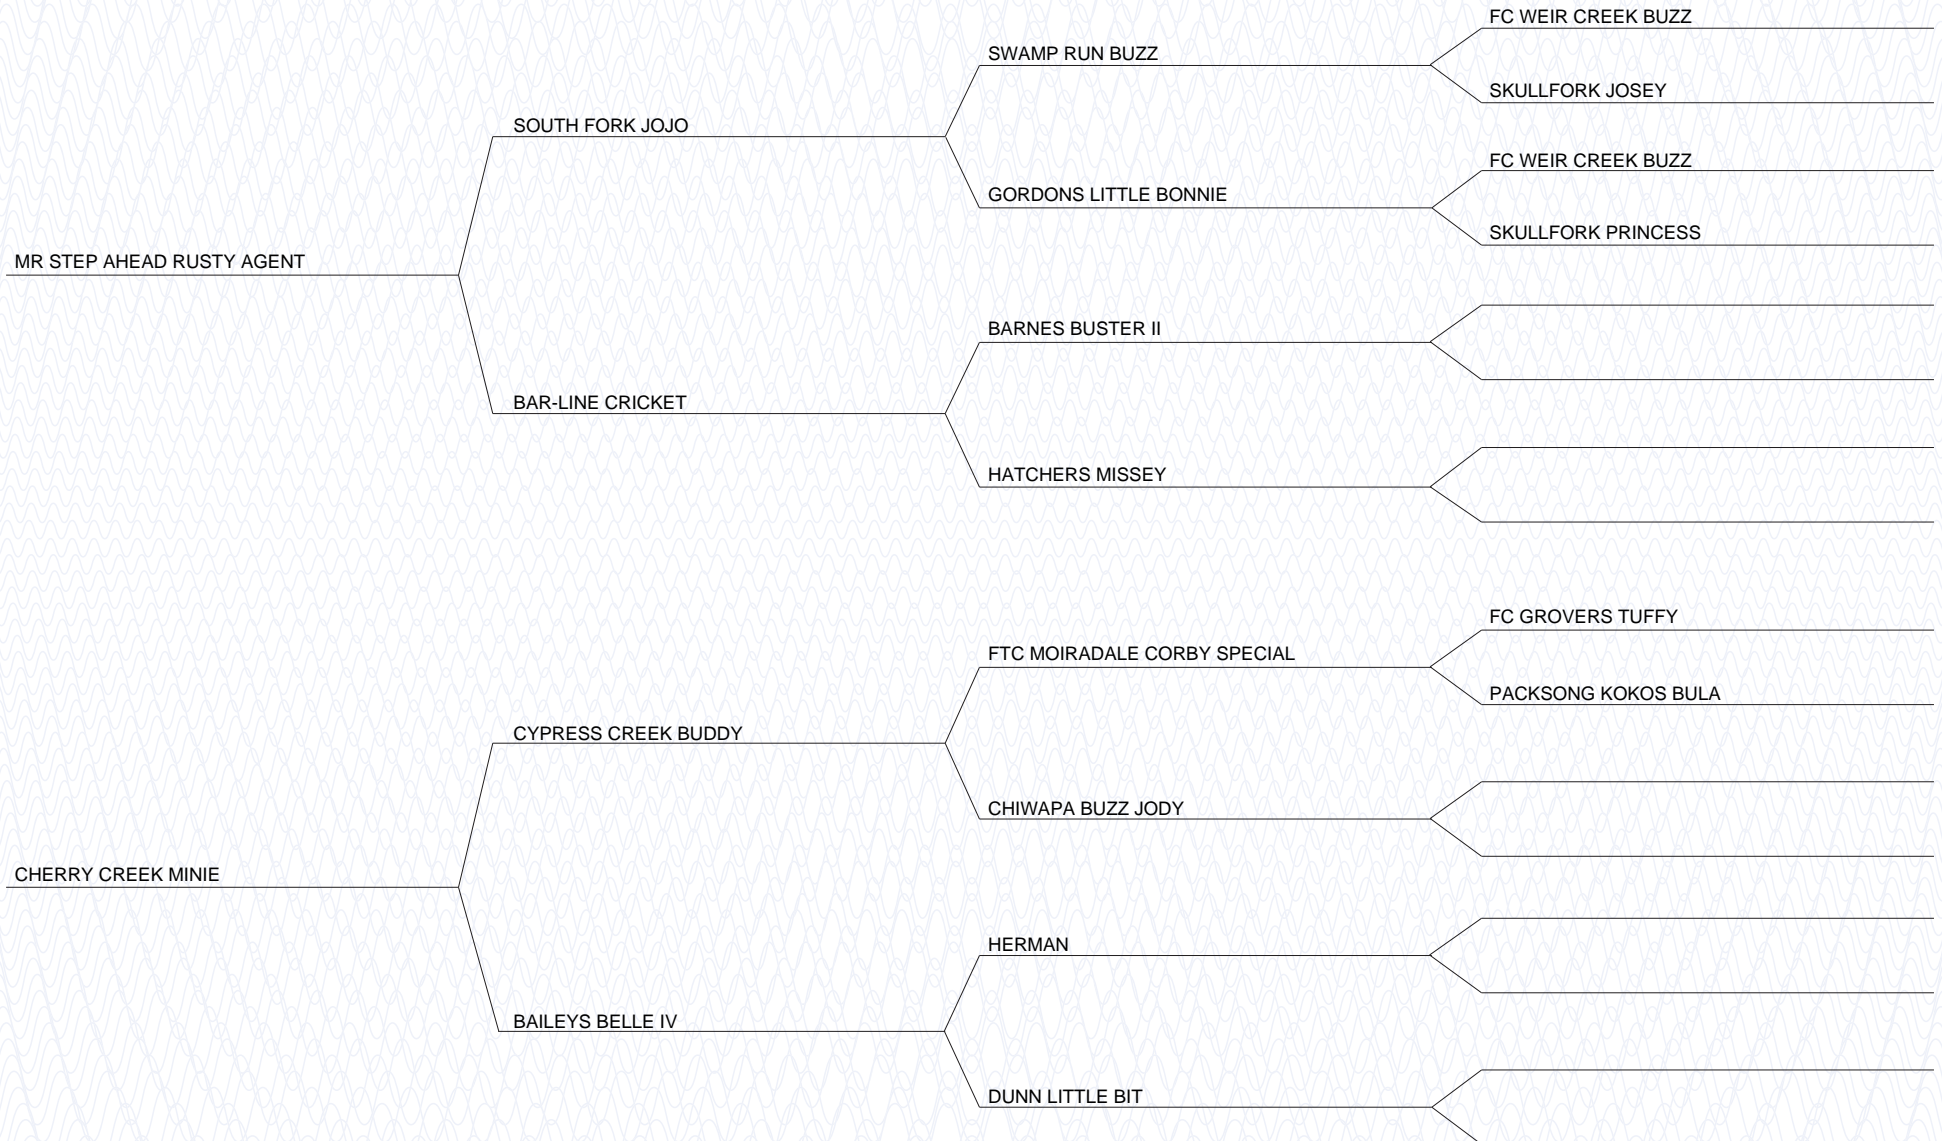 FC WEIR CREEK BUZZ
SWAMP RUN BUZZ
SKULLFORK JOSEY
SOUTH FORK JOJO
FC WEIR CREEK BUZZ
GORDONS LITTLE BONNIE
SKULLFORK PRINCESS
MR STEP AHEAD RUSTY AGENT
BARNES BUSTER II
BAR-LINE CRICKET
HATCHERS MISSEY
FC GROVERS TUFFY
FTC MOIRADALE CORBY SPECIAL
PACKSONG KOKOS BULA
CYPRESS CREEK BUDDY
CHIWAPA BUZZ JODY
CHERRY CREEK MINIE
HERMAN
BAILEYS BELLE IV
DUNN LITTLE BIT